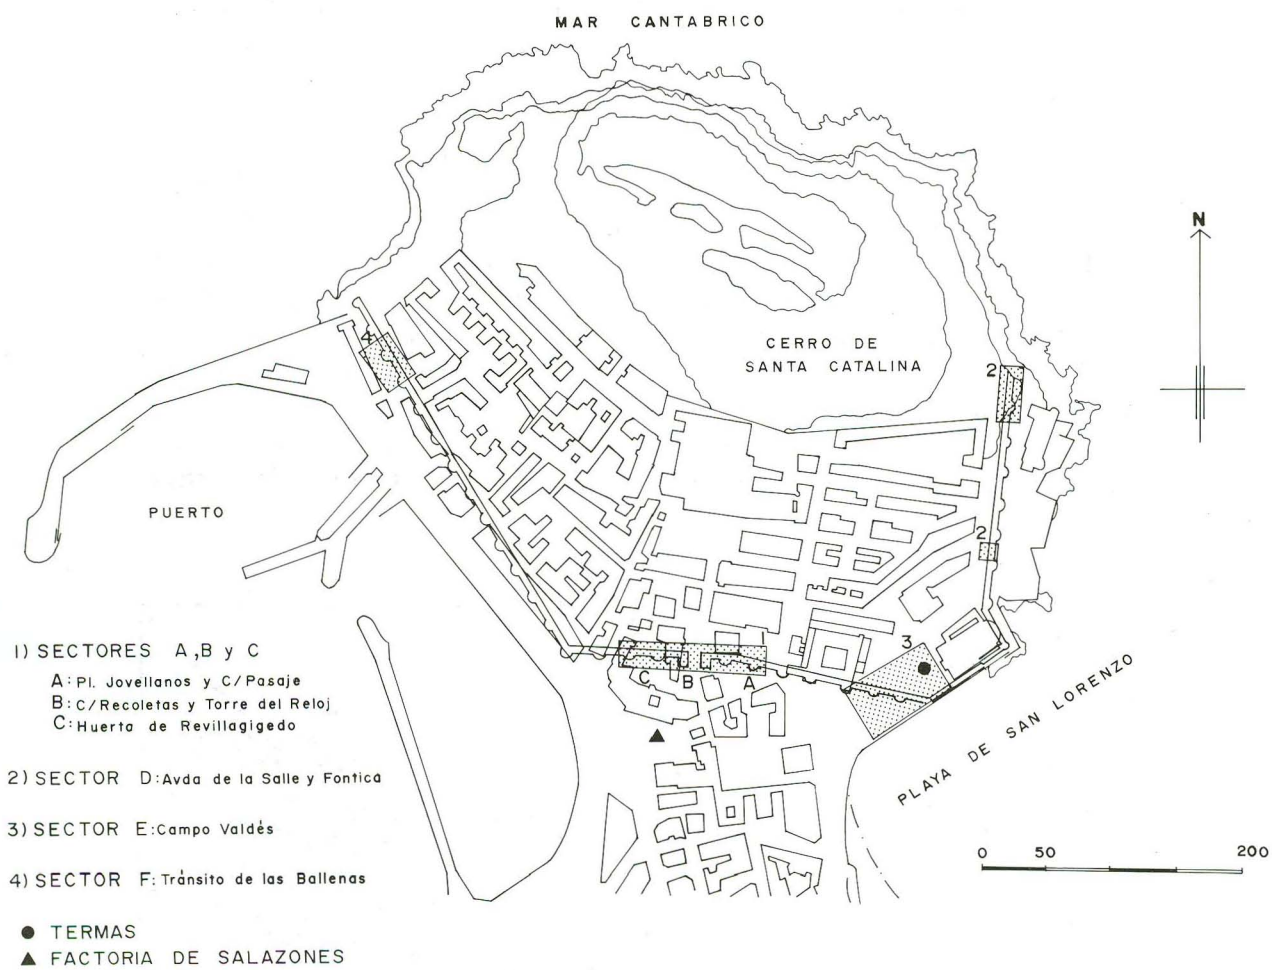 MAR CANTABRICO
N
CERRO DE
SANTA CATALINA
4
2
PUERTO
2
3
C
B
A
PLAYA DE SAN LORENZO
1) SECTORES A,B y C
A: Pl. Jovellanos y C/Pasaje
B: C/Recoletas y Torre del Reloj
C: Huerta de Revillagigedo
2) SECTOR D: Avda de la Salle y Fontica
3) SECTOR E: Campo Valdés
4) SECTOR F: Tránsito de las Ballenas
TERMAS
FACTORIA DE SALAZONES
0 50 200